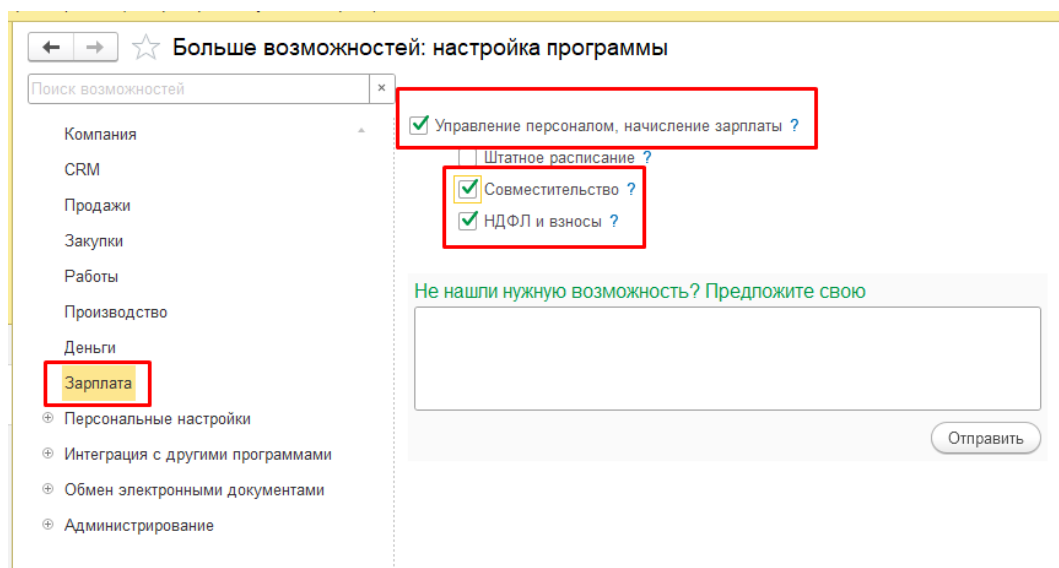 Больше возможностей: настройка программы
Поиск возможностей ×
Компания
CRM
Продажи
Закупки
Работы
Производство
Деньги
Зарплата
Персональные настройки
Интеграция с другими программами
Обмен электронными документами
Администрирование
Управление персоналом, начисление зарплаты ?
Штатное расписание ?
Совместительство ?
НДФЛ и взносы ?
Не нашли нужную возможность? Предложите свою
Отправить